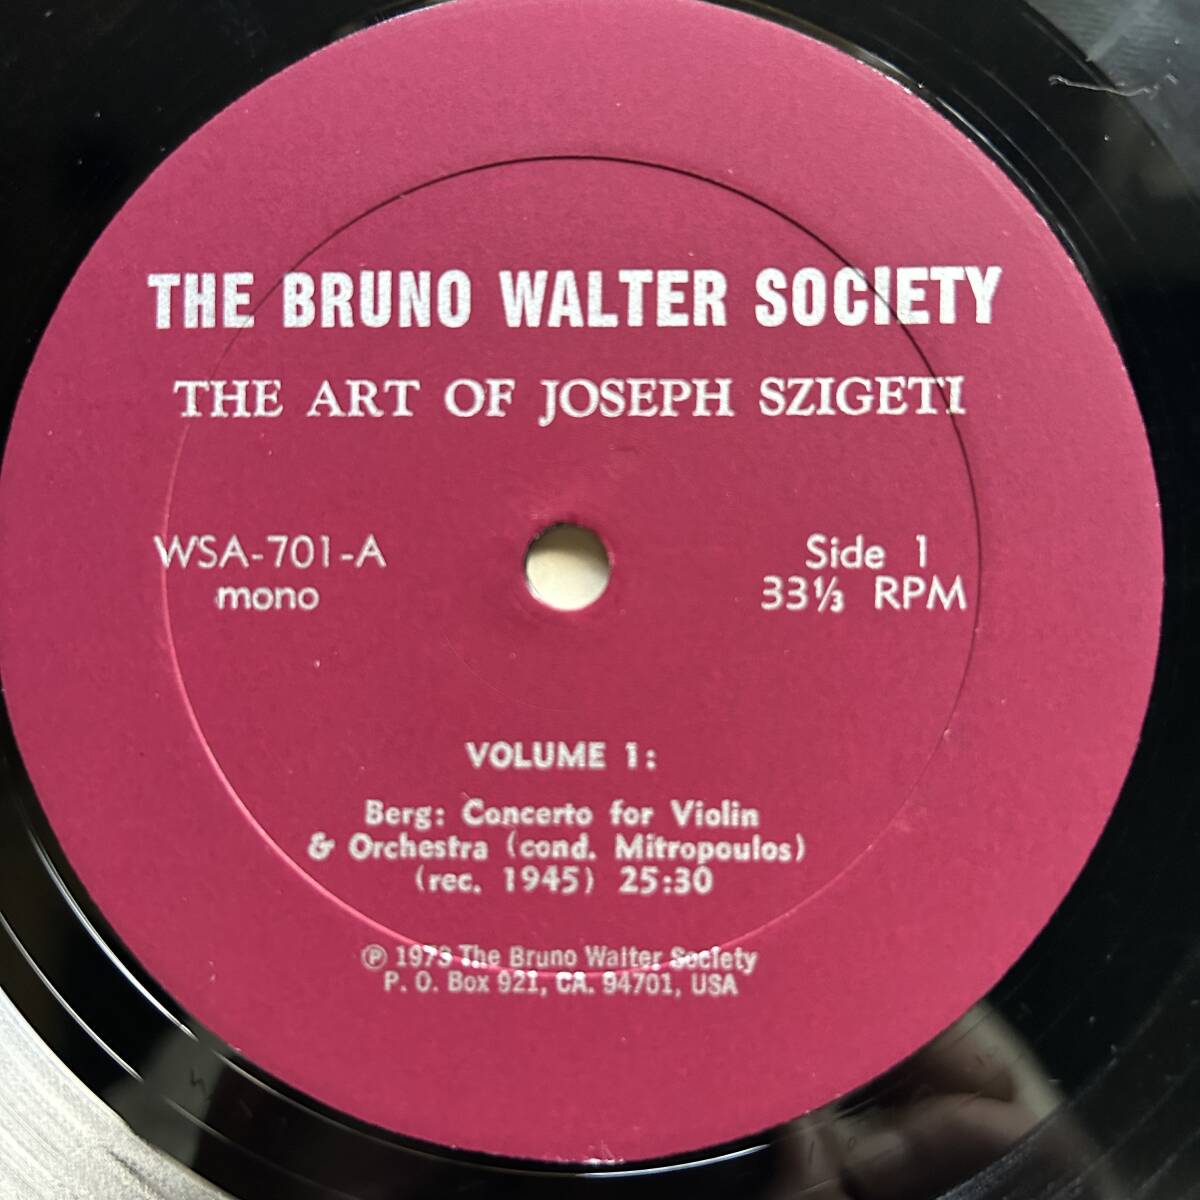 THE BRUNO WALTER SOCIETY
THE ART OF JOSEPH SZIGETI
WSA-701-A
mono
Side 1
33⅓ RPM
VOLUME 1:
Berg: Concerto for Violin
& Orchestra (cond. Mitropoulos)
(rec. 1945) 25:30
℗ 1973 The Bruno Walter Society
P. O. Box 921, CA. 94701, USA